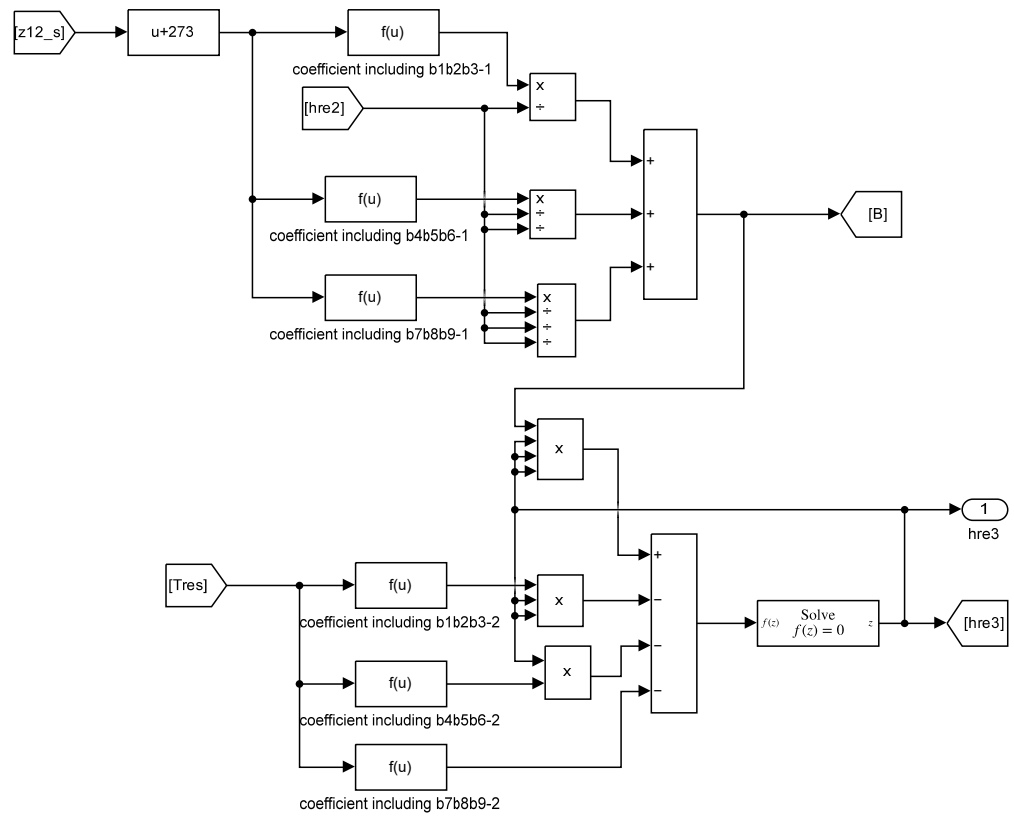 [z12_s]
u+273
f(u)
coefficient including b1b2b3-1
x
÷
[hre2]
+
f(u)
x
÷
÷
+
[B]
coefficient including b4b5b6-1
+
f(u)
x
÷
÷
÷
coefficient including b7b8b9-1
x
1
hre3
+
[Tres]
f(u)
x
−
coefficient including b1b2b3-2
f(z)
Solve
f(z) = 0
z
[hre3]
−
x
f(u)
−
coefficient including b4b5b6-2
f(u)
coefficient including b7b8b9-2